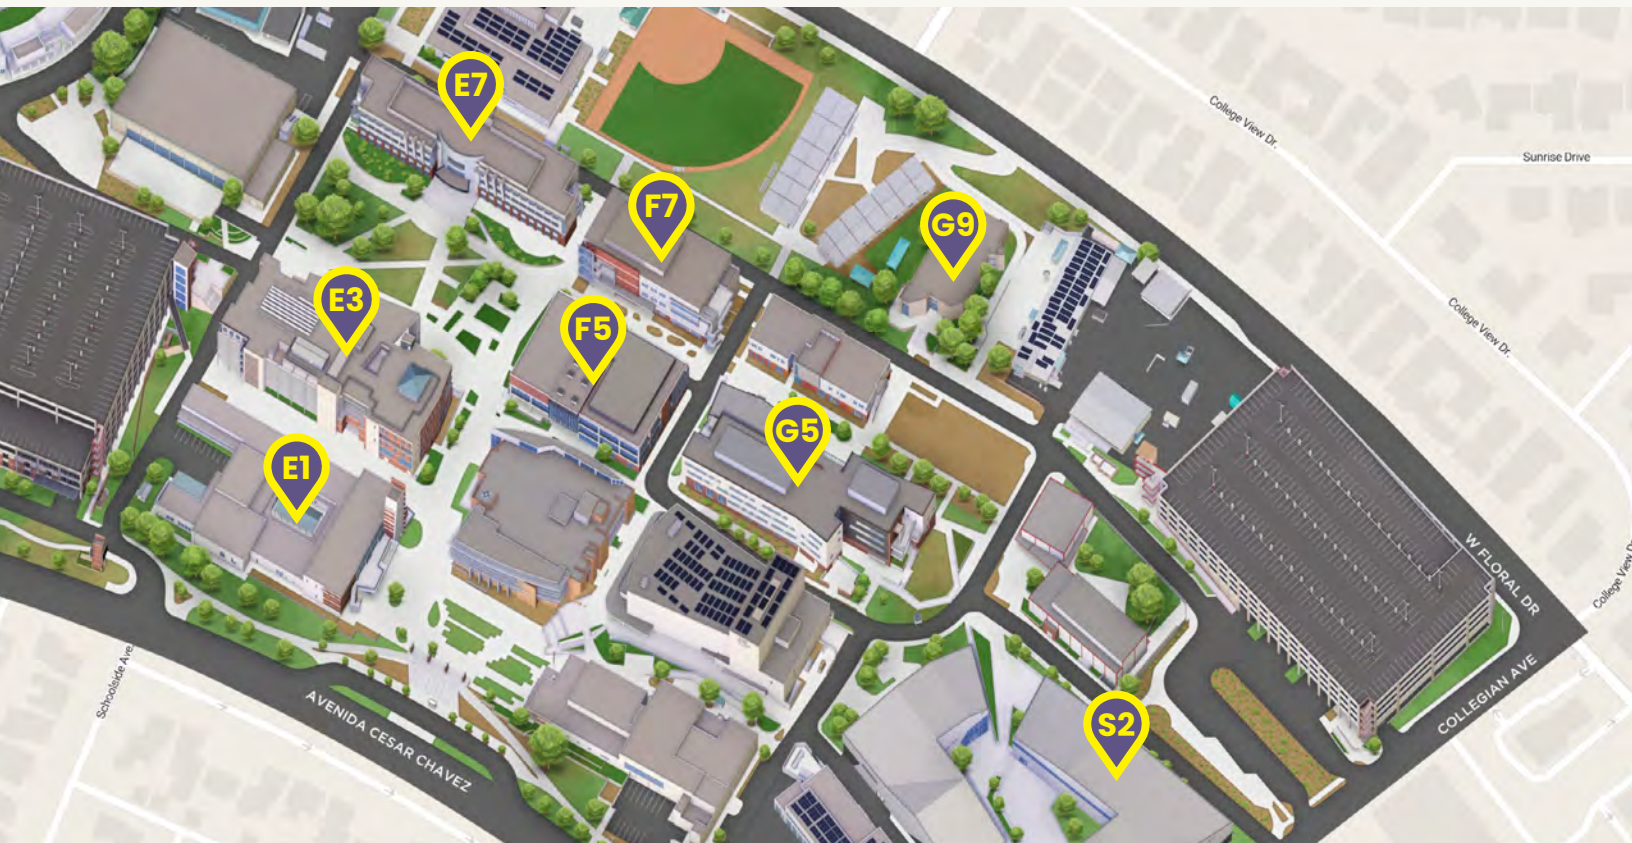 E7
College View Dr.
Sunrise Drive
F7
G9
E3
F5
College View Dr.
G5
E1
W FLORAL DR
College View Dr
Schoolside Ave.
AVENIDA CESAR CHAVEZ
S2
COLLEGIAN AVE